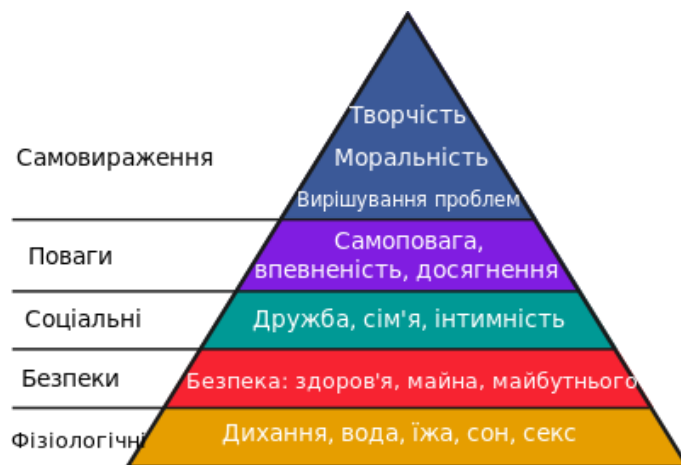 Творчість
Самовираження
Моральність
Вирішування проблем
Поваги
Самоповага,
впевненість, досягнення
Соціальні
Дружба, сім'я, інтимність
Безпеки
Безпека: здоров'я, майна, майбутнього
Фізіологічні
Дихання, вода, їжа, сон, секс